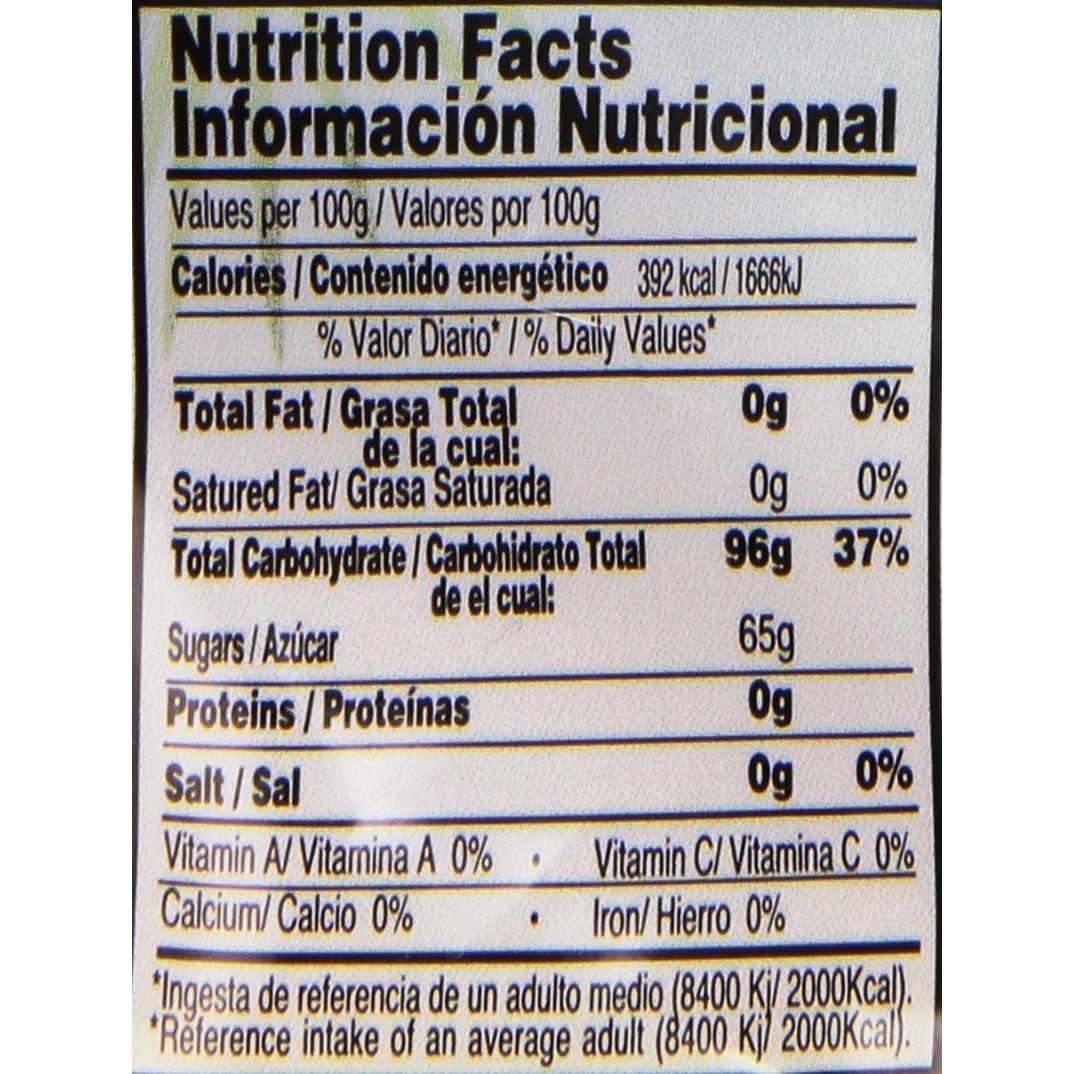 Nutrition Facts
Información Nutricional
Values per 100g / Valores por 100g
Calories / Contenido energético 392 kcal / 1666kJ
% Valor Diario* / % Daily Values*
Total Fat / Grasa Total 0g 0%
de la cual:
Satured Fat/ Grasa Saturada 0g 0%
Total Carbohydrate / Carbohidrato Total 96g 37%
de el cual:
Sugars / Azúcar 65g
Proteins / Proteínas 0g
Salt / Sal 0g 0%
Vitamin A/ Vitamina A 0% • Vitamin C/ Vitamina C 0%
Calcium/ Calcio 0% • Iron/ Hierro 0%
*Ingesta de referencia de un adulto medio (8400 Kj/ 2000Kcal).
*Reference intake of an average adult (8400 Kj/ 2000Kcal).